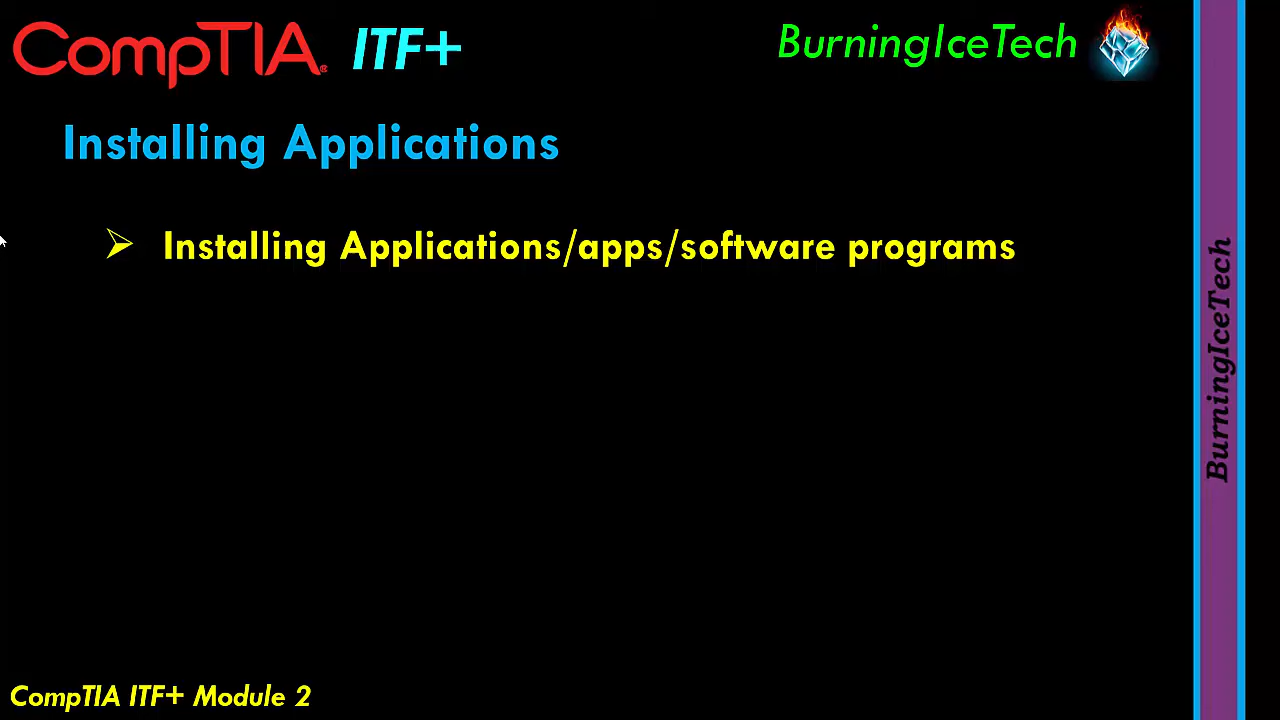 CompTIA® ITF+
BurningIceTech
Installing Applications
➢ Installing Applications/apps/software programs
BurningIceTech
CompTIA ITF+ Module 2